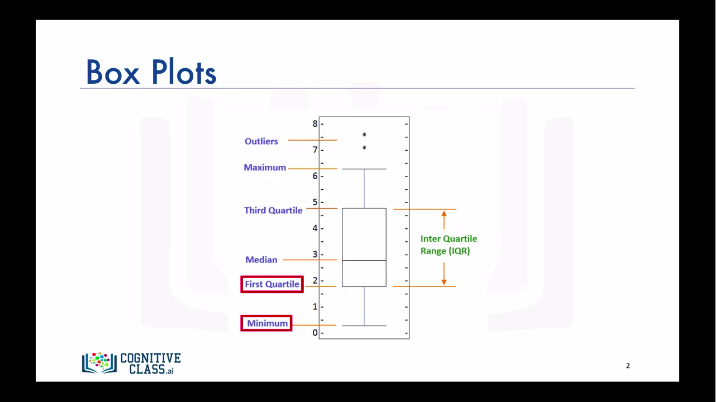 Box Plots
8
Outliers
7
Maximum
6
5
Third Quartile
4
Inter Quartile
Range (IQR)
3
Median
2
First Quartile
1
Minimum
0
COGNITIVE
CLASS.ai
2